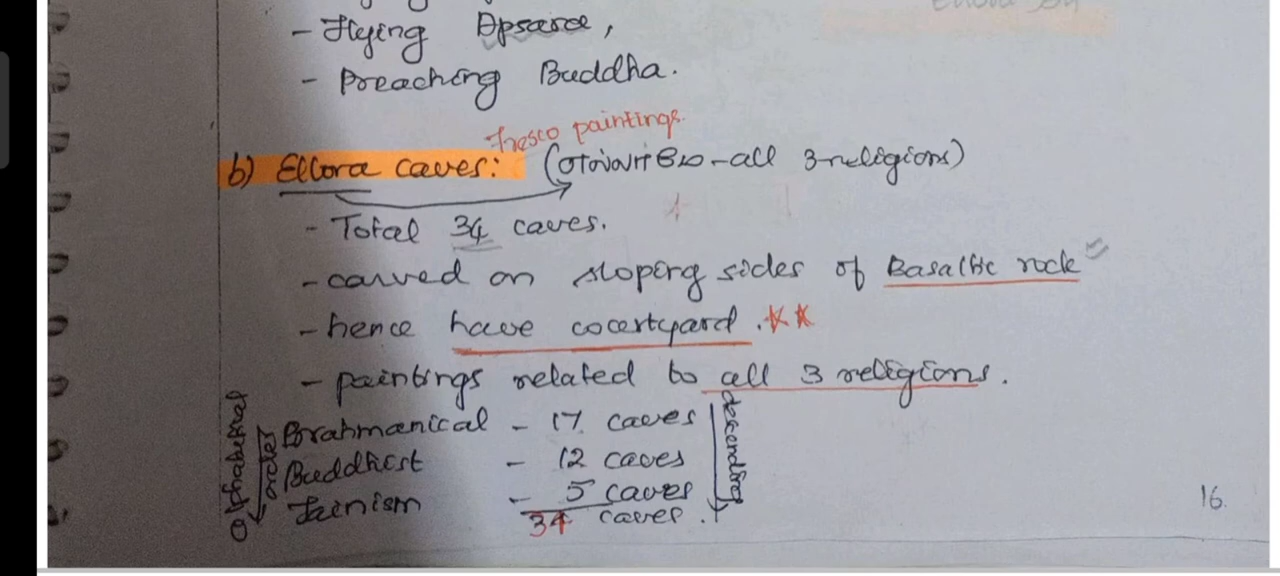 - Flying Apsarae,
- Preaching Buddha.
Fresco paintings.
b) Ellora caves: ( - all 3 religions)
- Total 34 caves.
- carved on sloping sides of Basaltic rock
- hence have courtyard. **
- paintings related to all 3 religions.
Brahmanical - 17 caves
Buddhist - 12 caves
Jainism - 5 caves
34 caves.
alphabetical order
descending
16.